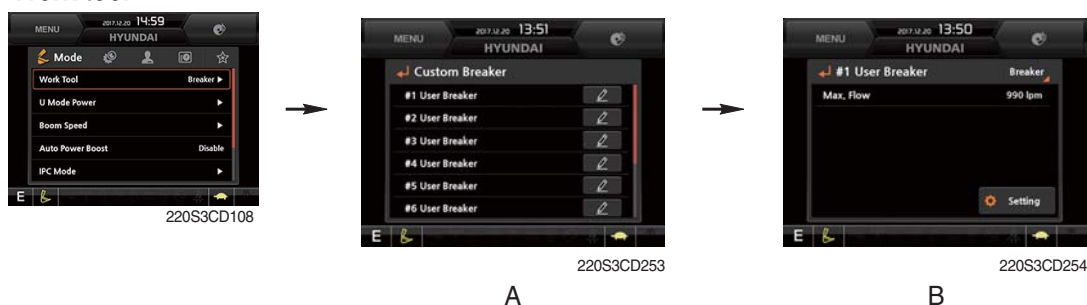 MENU 2017.12.20 14:59
HYUNDAI
Mode
Work Tool Breaker ▶
U Mode Power ▶
Boom Speed ▶
Auto Power Boost Disable
IPC Mode ▶
E
220S3CD108
MENU 2017.12.20 13:51
HYUNDAI
Custom Breaker
#1 User Breaker
#2 User Breaker
#3 User Breaker
#4 User Breaker
#5 User Breaker
#6 User Breaker
E
220S3CD253
A
MENU 2017.12.20 13:50
HYUNDAI
#1 User Breaker Breaker
Max, Flow 990 lpm
Setting
E
220S3CD254
B